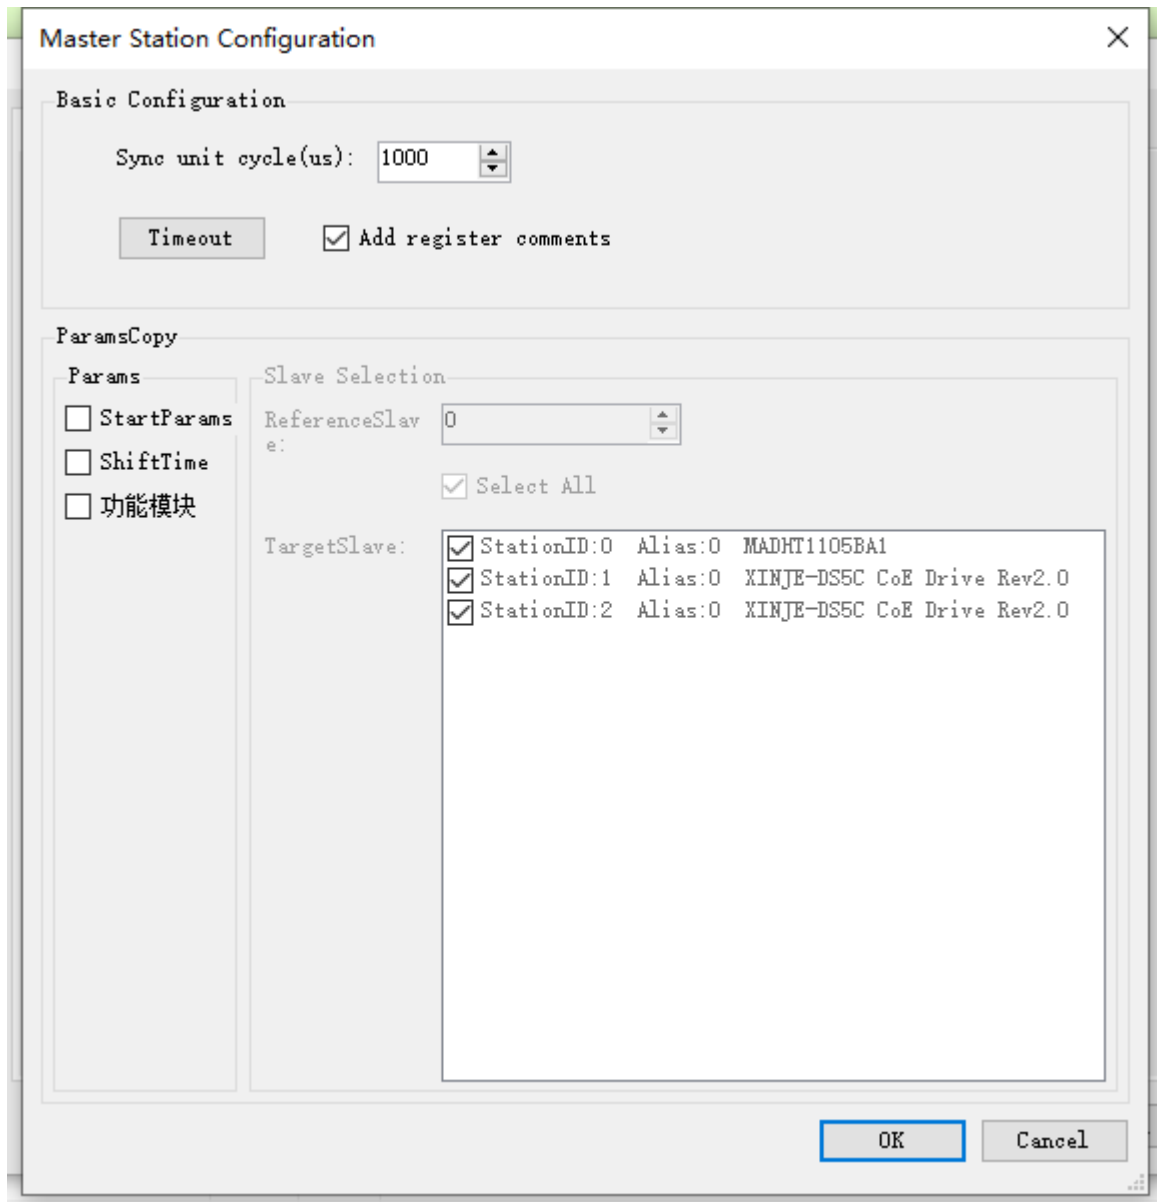 Master Station Configuration
Basic Configuration
Sync unit cycle(us): 1000
Timeout
Add register comments
ParamsCopy
Params
StartParams
ShiftTime
功能模块
Slave Selection
ReferenceSlav
e:
0
Select All
TargetSlave:
StationID:0 Alias:0 MADHT1105BA1
StationID:1 Alias:0 XINJE-DS5C CoE Drive Rev2.0
StationID:2 Alias:0 XINJE-DS5C CoE Drive Rev2.0
OK
Cancel